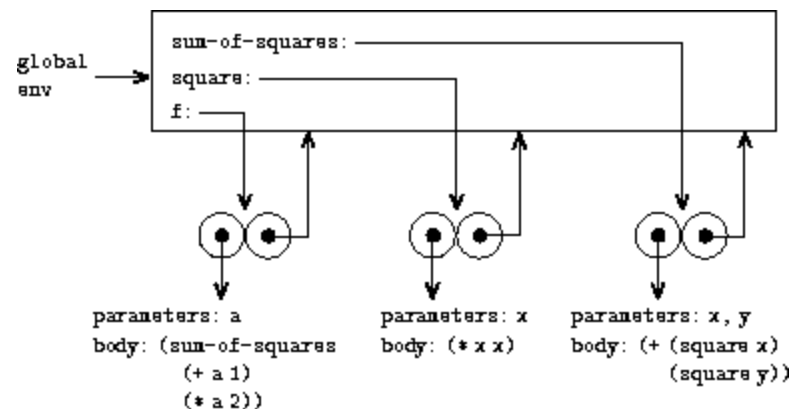 global
env
sum-of-squares:
square:
f:
parameters: a
body: (sum-of-squares
(+ a 1)
(* a 2))
parameters: x
body: (* x x)
parameters: x, y
body: (+ (square x)
(square y))